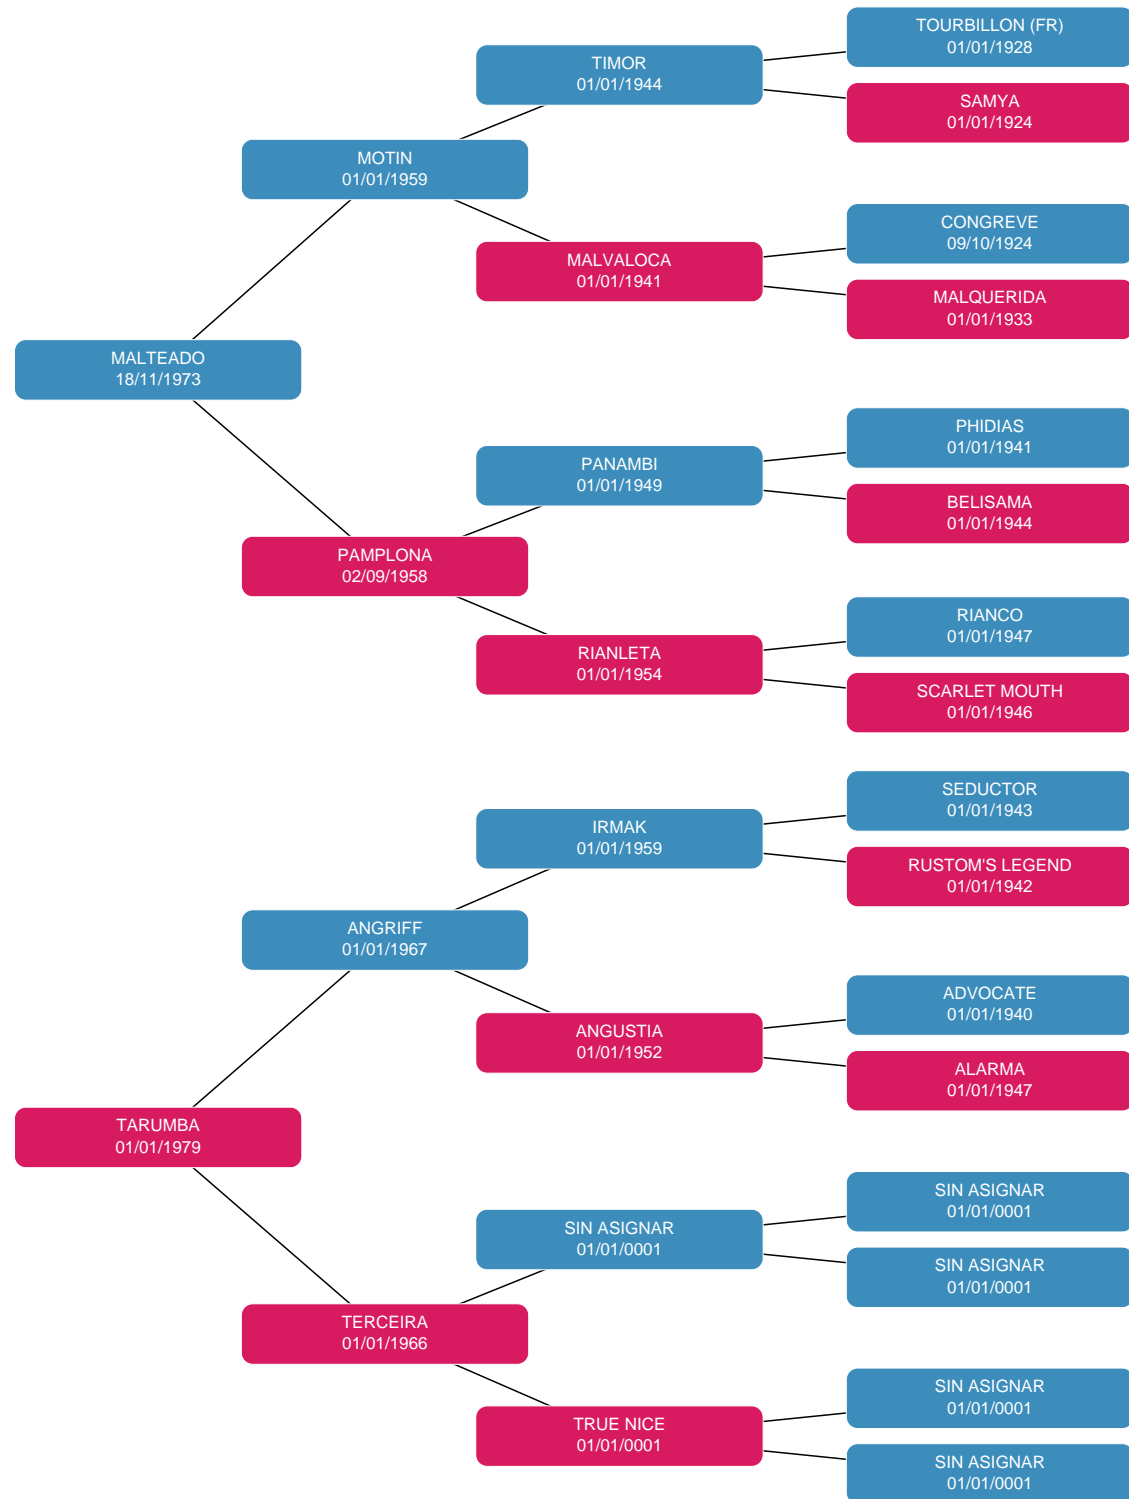 TOURBILLON (FR)
01/01/1928
TIMOR
01/01/1944
SAMYA
01/01/1924
MOTIN
01/01/1959
CONGREVE
09/10/1924
MALVALOCA
01/01/1941
MALQUERIDA
01/01/1933
MALTEADO
18/11/1973
PHIDIAS
01/01/1941
PANAMBI
01/01/1949
BELISAMA
01/01/1944
PAMPLONA
02/09/1958
RIANCO
01/01/1947
RIANLETA
01/01/1954
SCARLET MOUTH
01/01/1946
SEDUCTOR
01/01/1943
IRMAK
01/01/1959
RUSTOM'S LEGEND
01/01/1942
ANGRIFF
01/01/1967
ADVOCATE
01/01/1940
ANGUSTIA
01/01/1952
ALARMA
01/01/1947
TARUMBA
01/01/1979
SIN ASIGNAR
01/01/0001
SIN ASIGNAR
01/01/0001
SIN ASIGNAR
01/01/0001
TERCEIRA
01/01/1966
SIN ASIGNAR
01/01/0001
TRUE NICE
01/01/0001
SIN ASIGNAR
01/01/0001